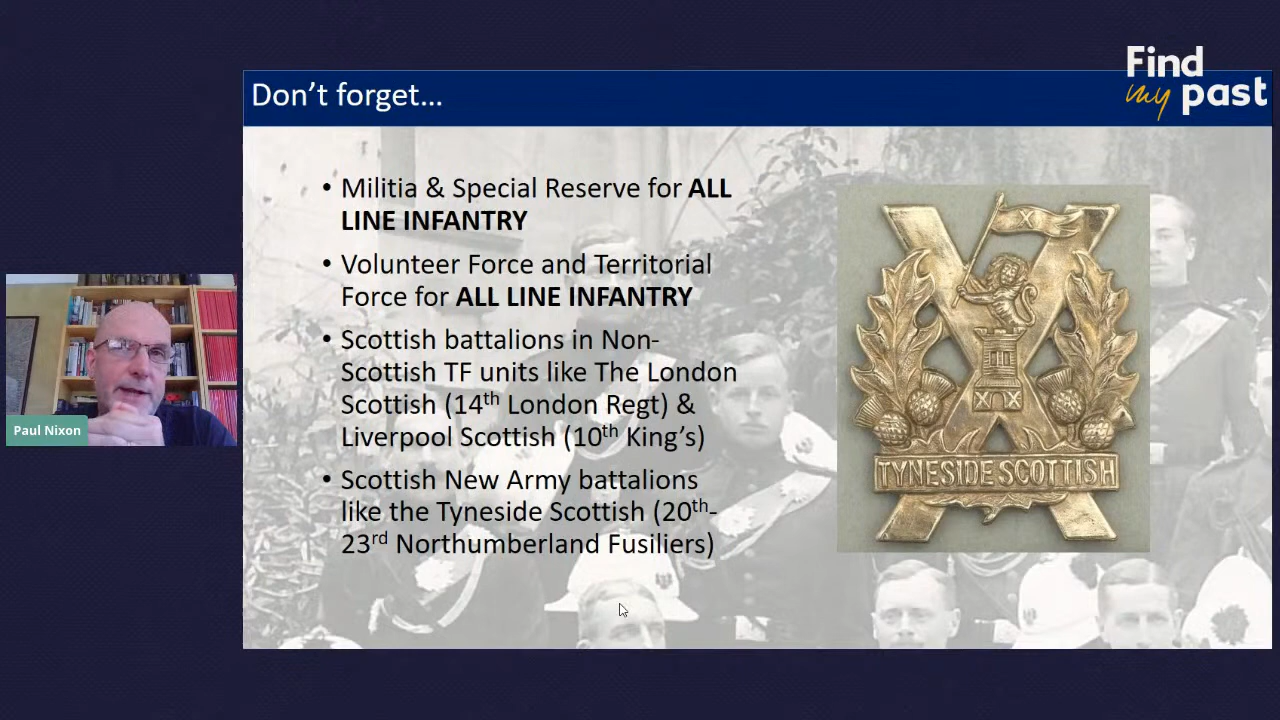 Find
my past
Don't forget...
• Militia & Special Reserve for ALL
LINE INFANTRY
• Volunteer Force and Territorial
Force for ALL LINE INFANTRY
• Scottish battalions in Non-
Scottish TF units like The London
Scottish (14th London Regt) &
Liverpool Scottish (10th King's)
• Scottish New Army battalions
like the Tyneside Scottish (20th-
23rd Northumberland Fusiliers)
X
TYNESIDE SCOTTISH
Paul Nixon